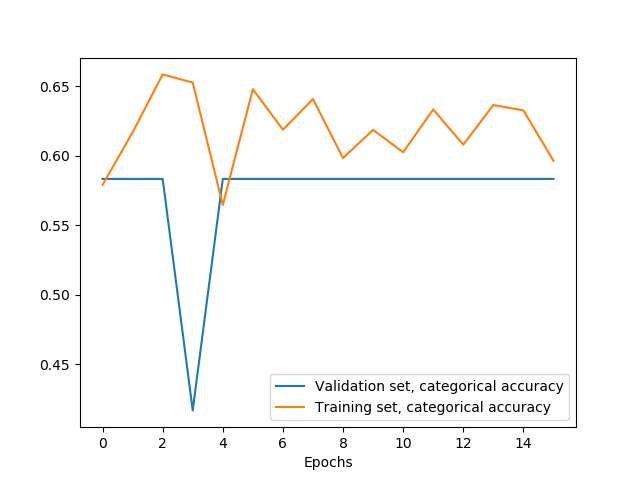 0.65
0.60
0.55
0.50
0.45
0 2 4 6 8 10 12 14
Epochs
Validation set, categorical accuracy
Training set, categorical accuracy